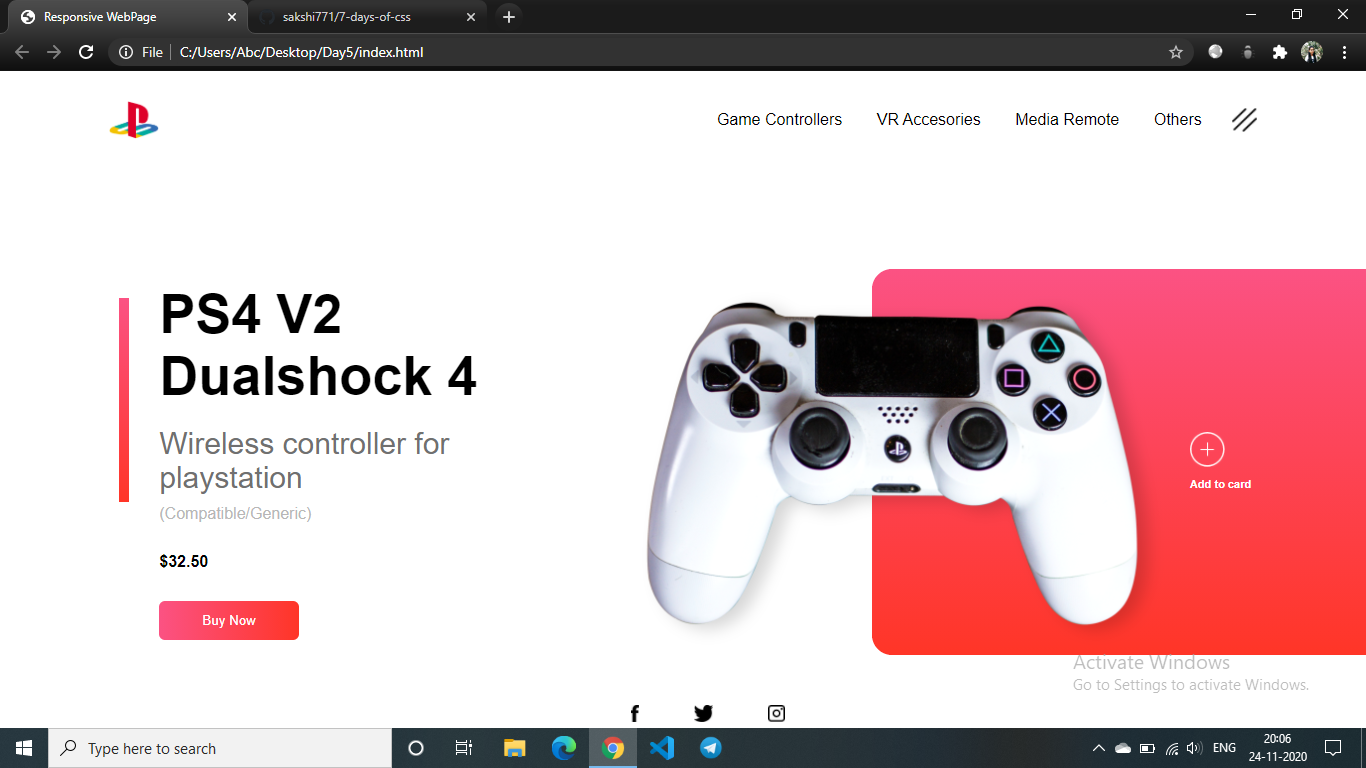 Responsive WebPage
sakshi771/7-days-of-css
File
C:/Users/Abc/Desktop/Day5/index.html
Game Controllers
VR Accesories
Media Remote
Others
PS4 V2
Dualshock 4
Wireless controller for
playstation
(Compatible/Generic)
$32.50
Buy Now
Add to card
Activate Windows
Go to Settings to activate Windows.
Type here to search
ENG
20:06
24-11-2020